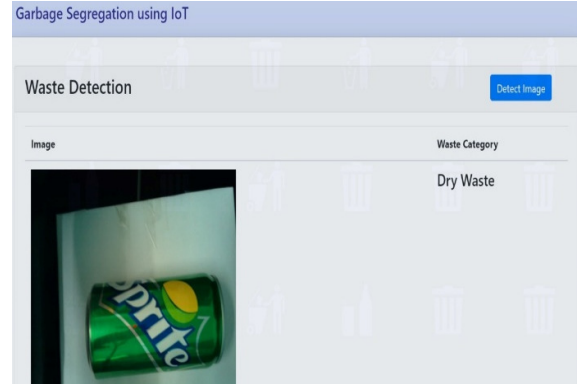 Garbage Segregation using IoT
Waste Detection
Detect Image
Image
Waste Category
Dry Waste
Sprite